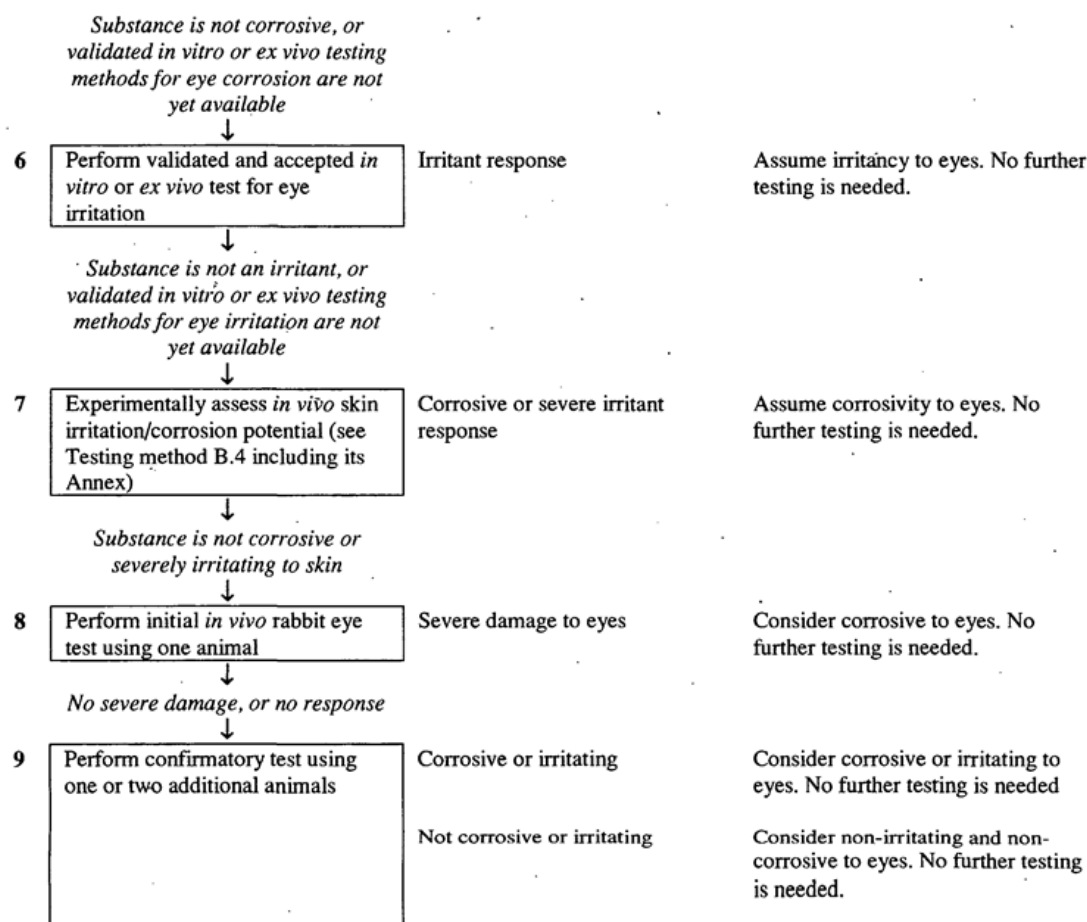 Substance is not corrosive, or
validated in vitro or ex vivo testing
methods for eye corrosion are not
yet available
↓
6 Perform validated and accepted in Irritant response Assume irritancy to eyes. No further
vitro or ex vivo test for eye testing is needed.
irritation
↓
Substance is not an irritant, or
validated in vitro or ex vivo testing
methods for eye irritation are not
yet available
↓
7 Experimentally assess in vivo skin Corrosive or severe irritant Assume corrosivity to eyes. No
irritation/corrosion potential (see response further testing is needed.
Testing method B.4 including its
Annex)
↓
Substance is not corrosive or
severely irritating to skin
↓
8 Perform initial in vivo rabbit eye Severe damage to eyes Consider corrosive to eyes. No
test using one animal further testing is needed.
↓
No severe damage, or no response
↓
9 Perform confirmatory test using Corrosive or irritating Consider corrosive or irritating to
one or two additional animals eyes. No further testing is needed
Not corrosive or irritating Consider non-irritating and non-
corrosive to eyes. No further testing
is needed.